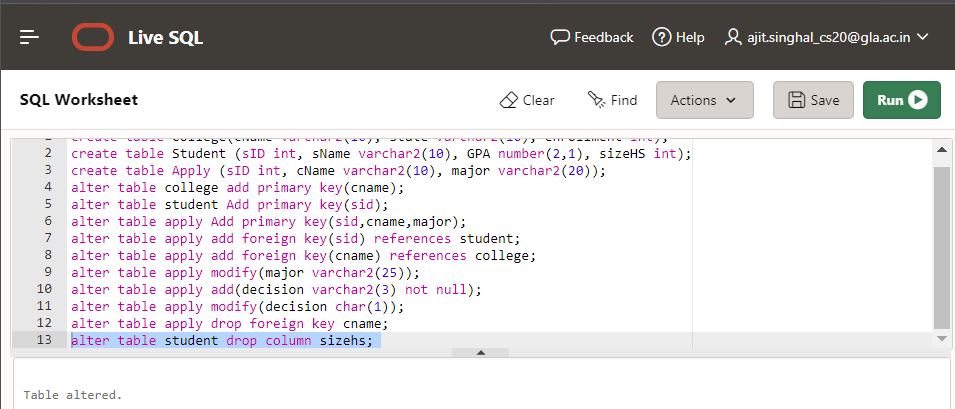 Live SQL
Feedback
Help
ajit.singhal_cs20@gla.ac.in
SQL Worksheet
Clear
Find
Actions
Save
Run
create table college(cName varchar2(10), state varchar2(10), enrollment int);
2 create table Student (sID int, sName varchar2(10), GPA number(2,1), sizeHS int);
3 create table Apply (sID int, cName varchar2(10), major varchar2(20));
4 alter table college add primary key(cname);
5 alter table student Add primary key(sid);
6 alter table apply Add primary key(sid,cname,major);
7 alter table apply add foreign key(sid) references student;
8 alter table apply add foreign key(cname) references college;
9 alter table apply modify(major varchar2(25));
10 alter table apply add(decision varchar2(3) not null);
11 alter table apply modify(decision char(1));
12 alter table apply drop foreign key cname;
13 alter table student drop column sizehs;
Table altered.